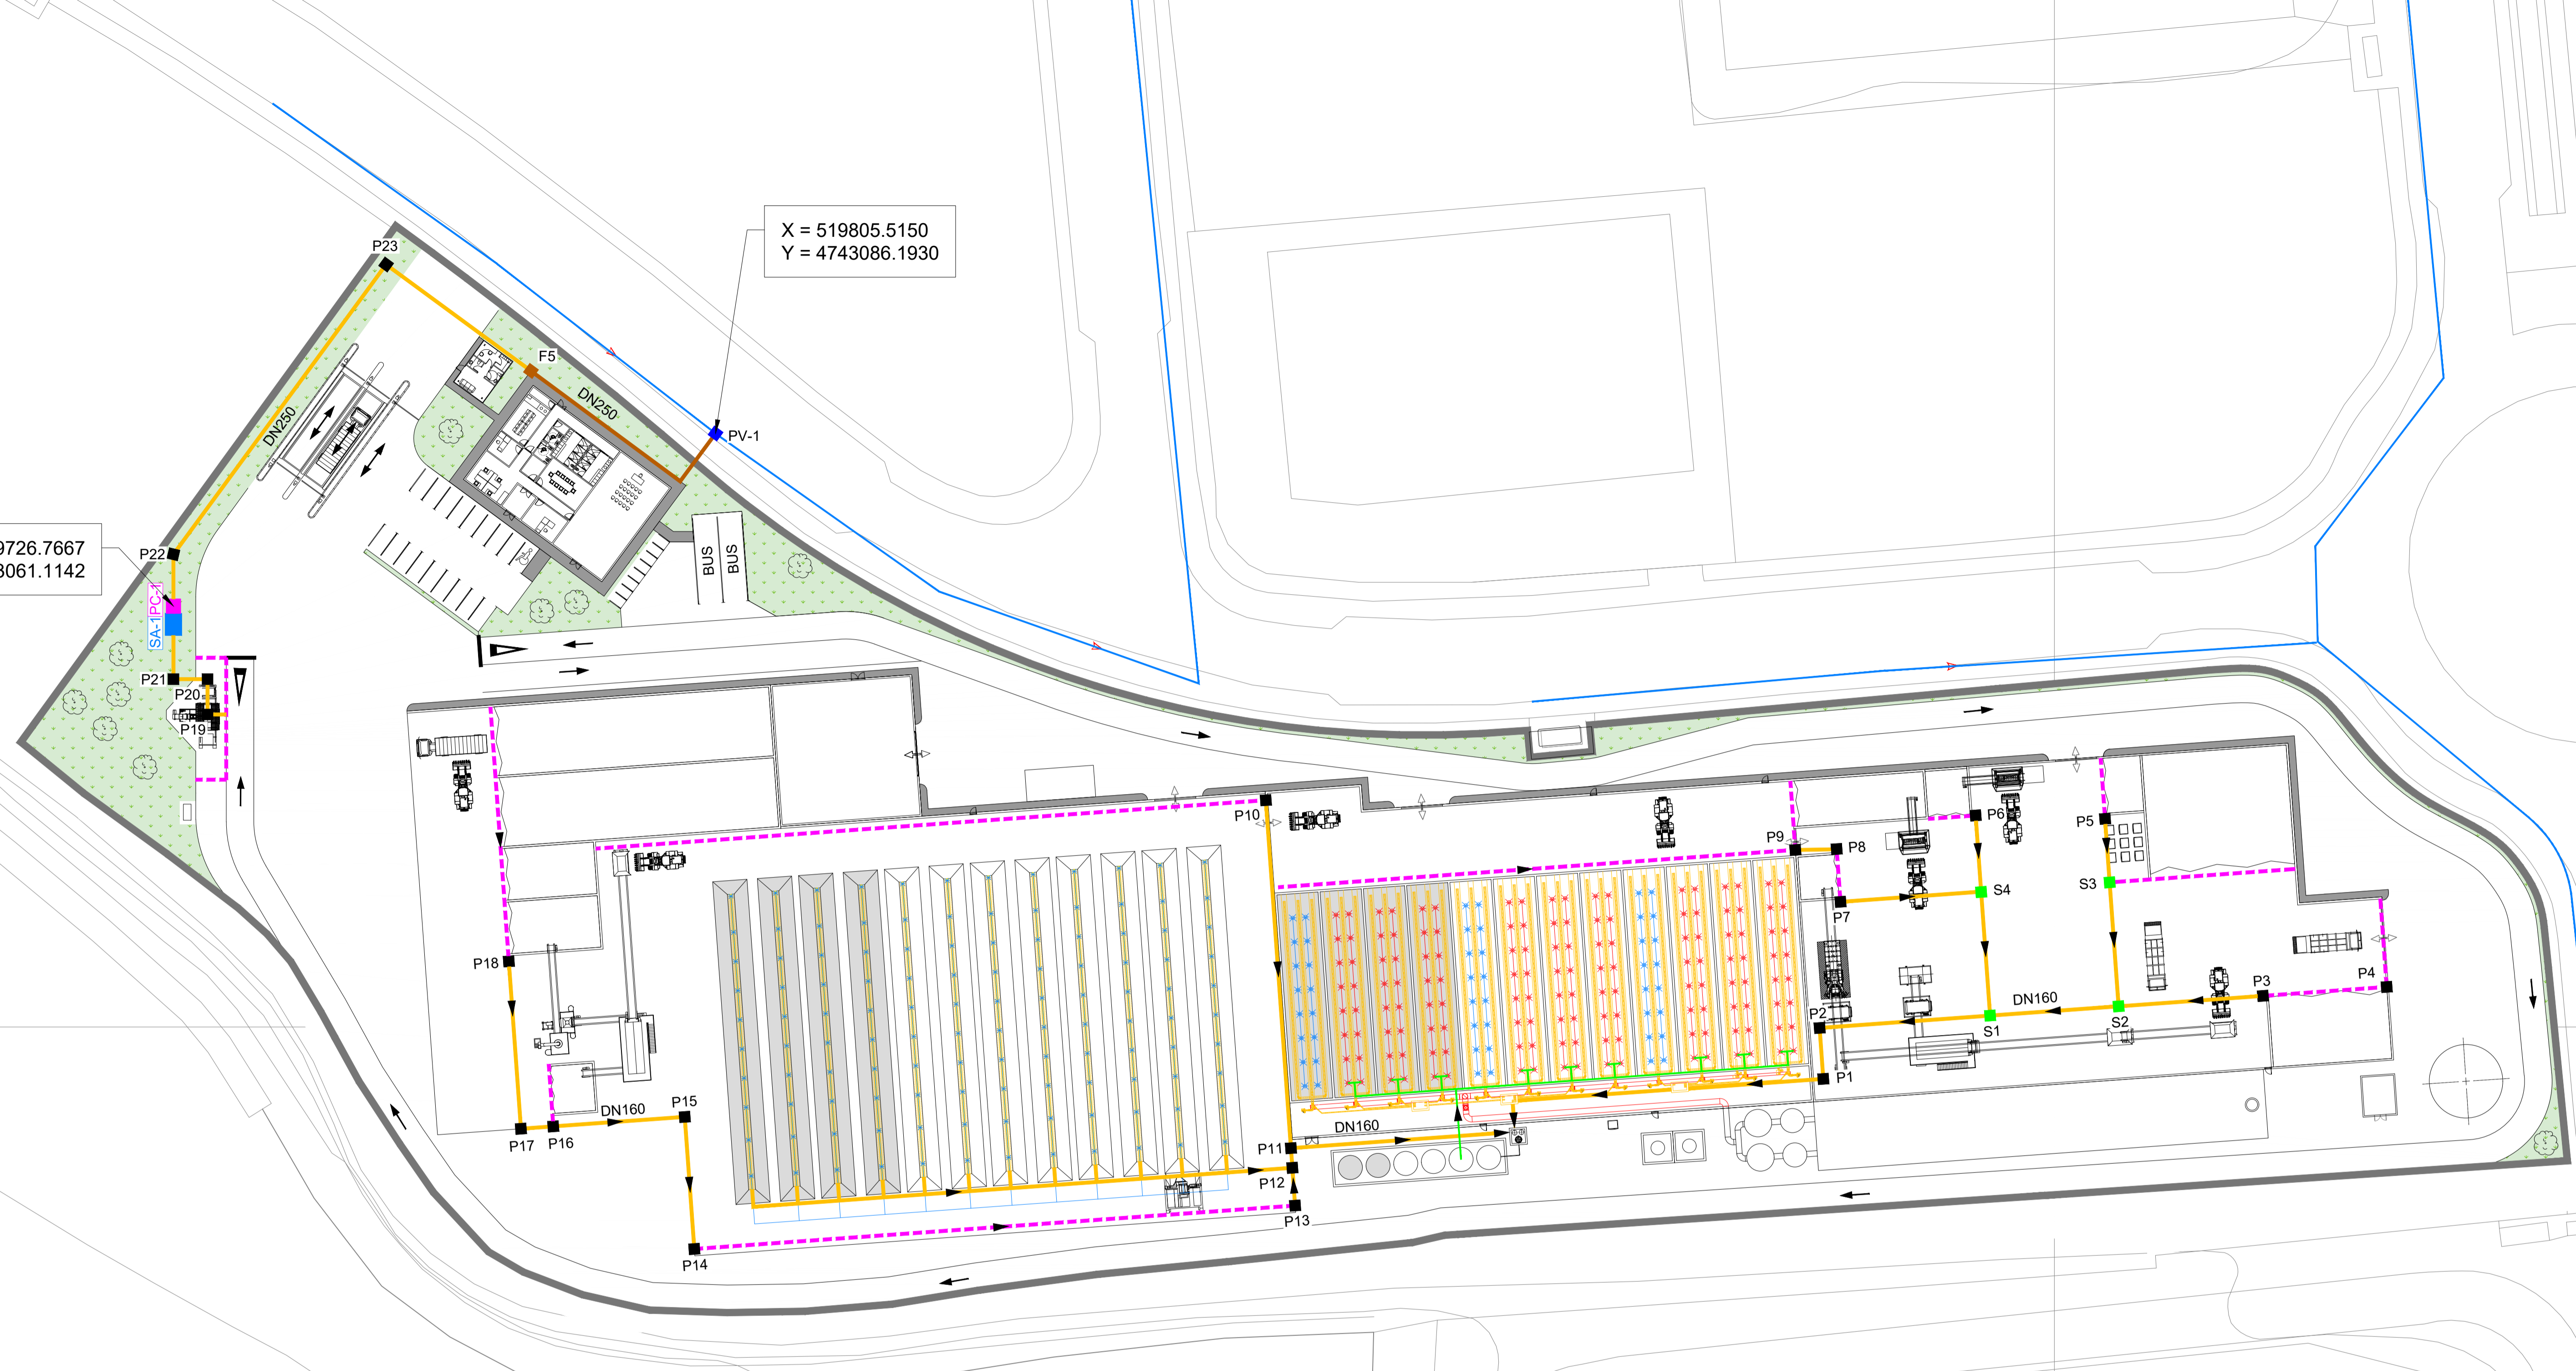 X = 519805.5150
Y = 4743086.1930
P23
F5
DN250
DN250
PV-1
P22
9726.7667
3061.1142
PC-1
SA-1
BUS
BUS
P21
P20
P19
P10
P9
P8
P6
P5
S4
S3
P7
P18
P4
P3
DN160
P2
S1
S2
P1
P15
DN160
P17
P16
DN160
P11
P12
P13
P14